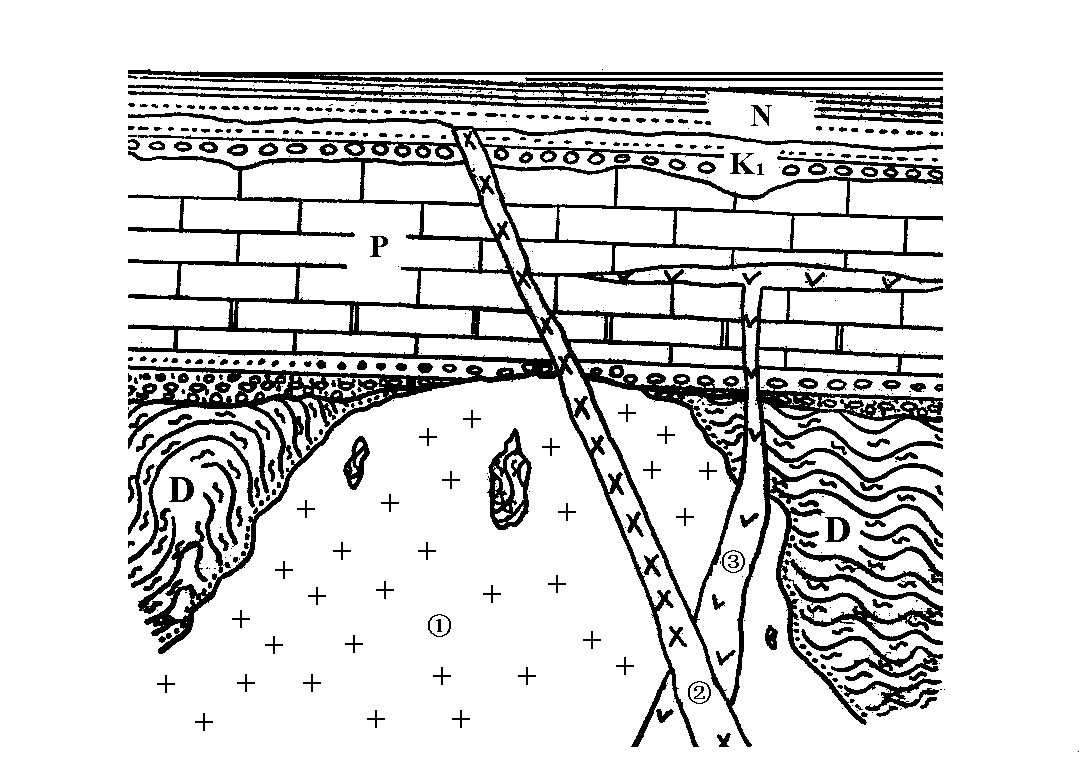 N
K₁
P
D
D
③
①
②